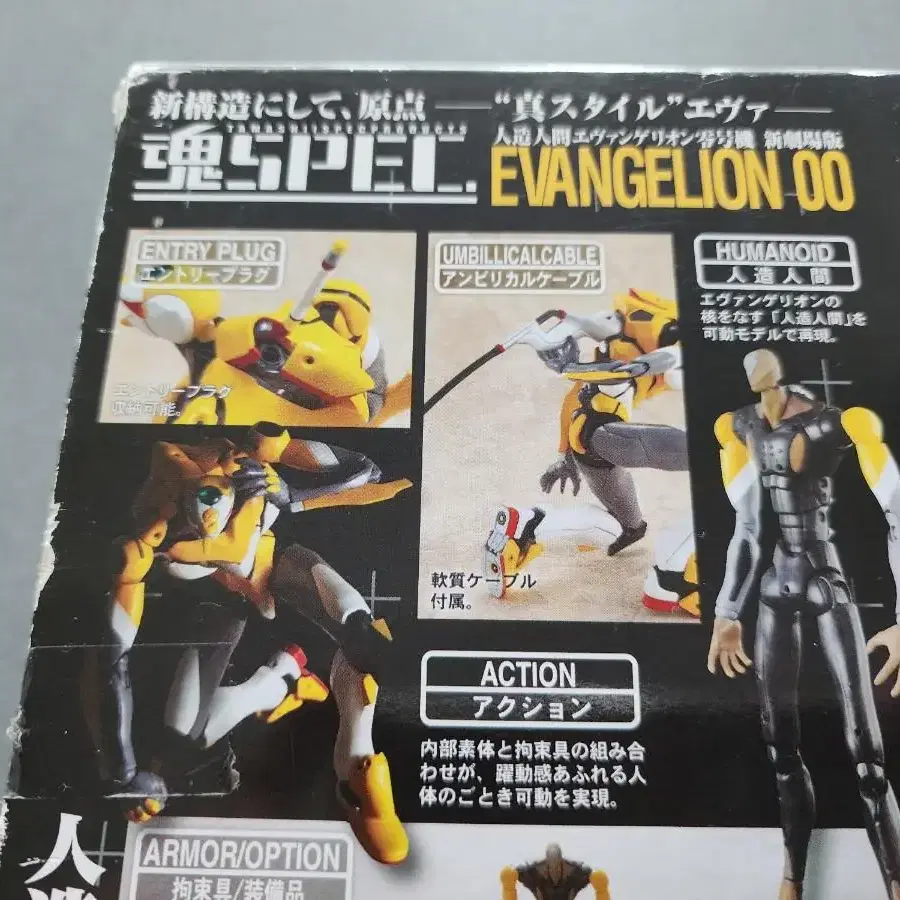 新構造にして、原点 ― “真スタイル”エヴァ ―
TAMASHII SPEC PRODUCTS
魂SPEC
人造人間エヴァンゲリオン零号機 新劇場版
EVANGELION 00
ENTRY PLUG
エントリープラグ
エントリープラグ
収納可能。
UMBILLICALCABLE
アンビリカルケーブル
軟質ケーブル
付属。
HUMANOID
人造人間
エヴァンゲリオンの
核をなす「人造人間」を
可動モデルで再現。
ACTION
アクション
内部素体と拘束具の組み合
わせが、躍動感あふれる人
体のごとき可動を実現。
ARMOR/OPTION
拘束具/装備品
人造